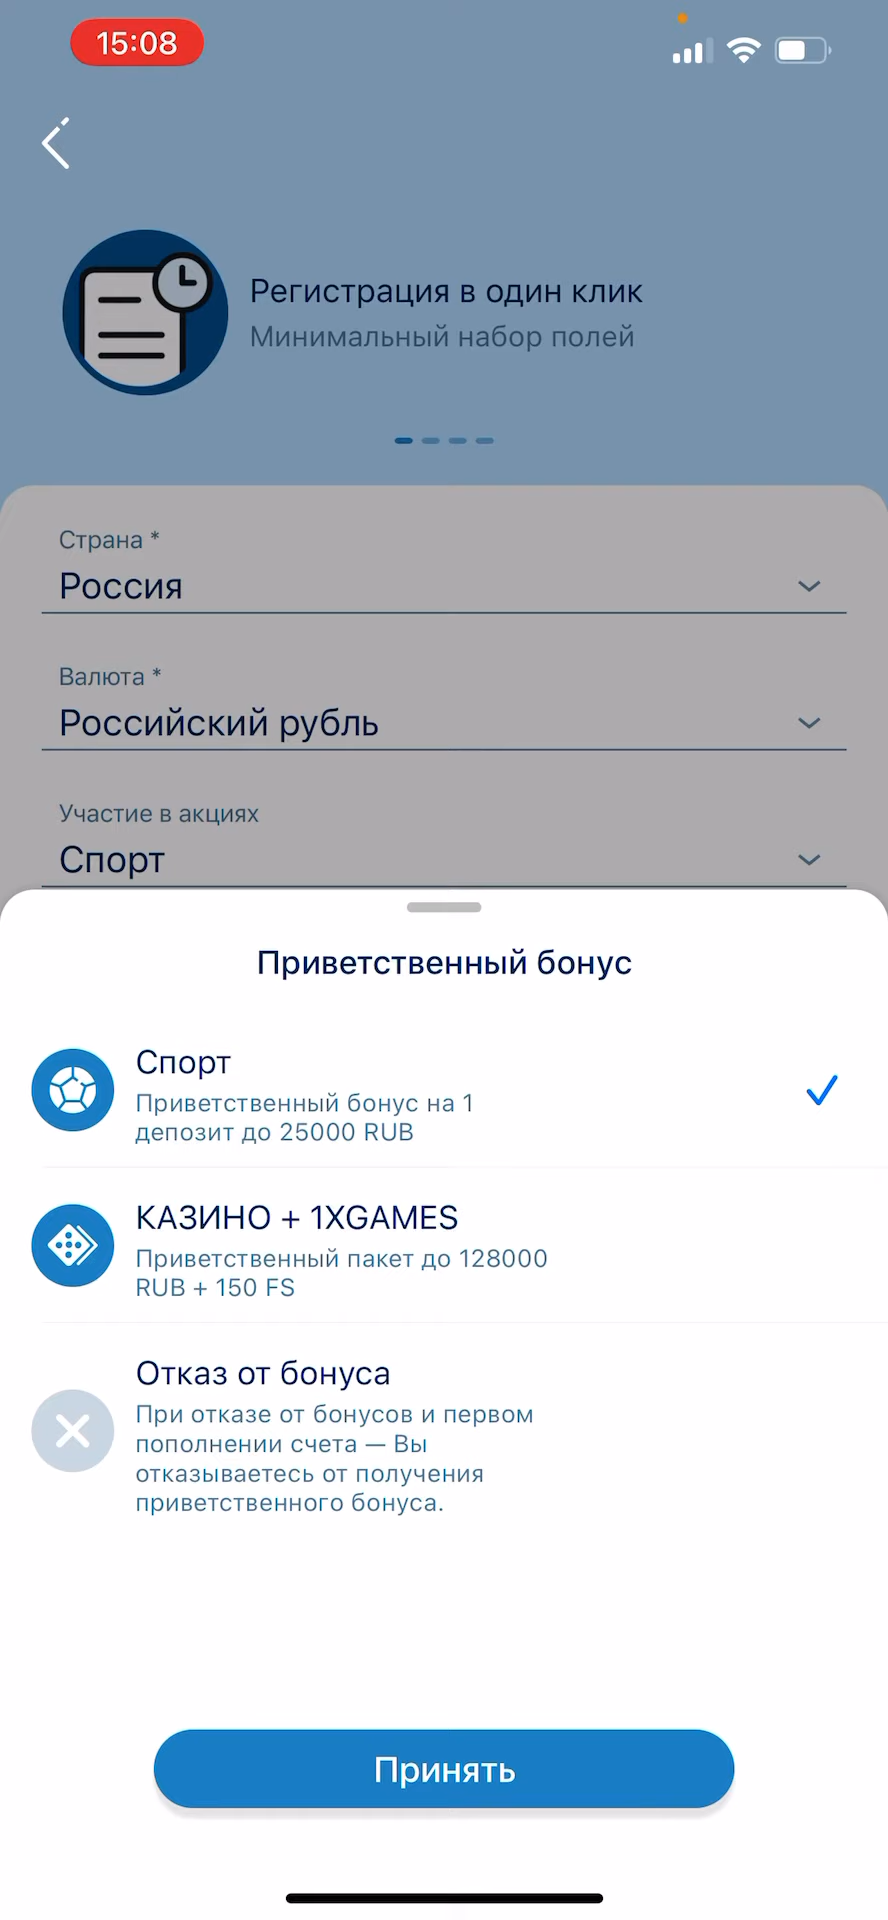 15:08
Регистрация в один клик
Минимальный набор полей
Страна *
Россия
Валюта *
Российский рубль
Участие в акциях
Спорт
Приветственный бонус
Спорт
Приветственный бонус на 1
депозит до 25000 RUB
КАЗИНО + 1XGAMES
Приветственный пакет до 128000
RUB + 150 FS
Отказ от бонуса
При отказе от бонусов и первом
пополнении счета — Вы
отказываетесь от получения
приветственного бонуса.
Принять